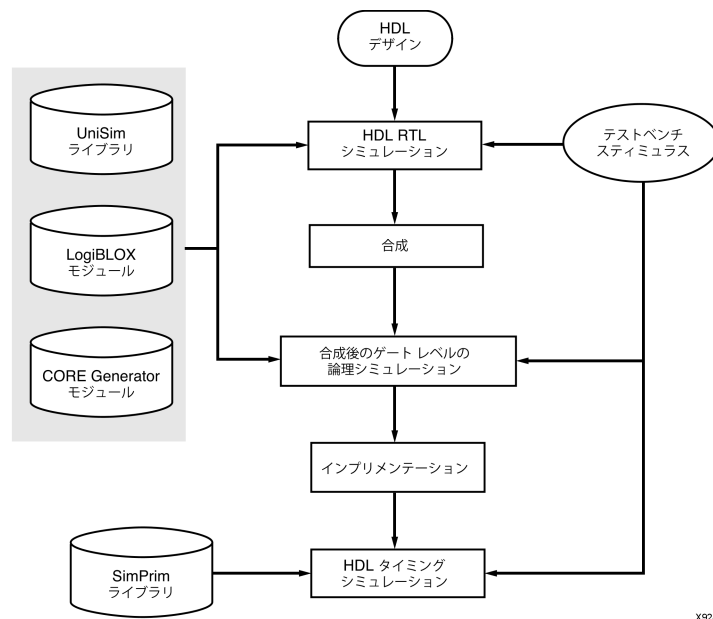 HDL
デザイン
UniSim
ライブラリ
HDL RTL
シミュレーション
テストベンチ
スティミュラス
LogiBLOX
モジュール
合成
CORE Generator
モジュール
合成後のゲート レベルの
論理シミュレーション
インプリメンテーション
SimPrim
ライブラリ
HDL タイミング
シミュレーション
X92